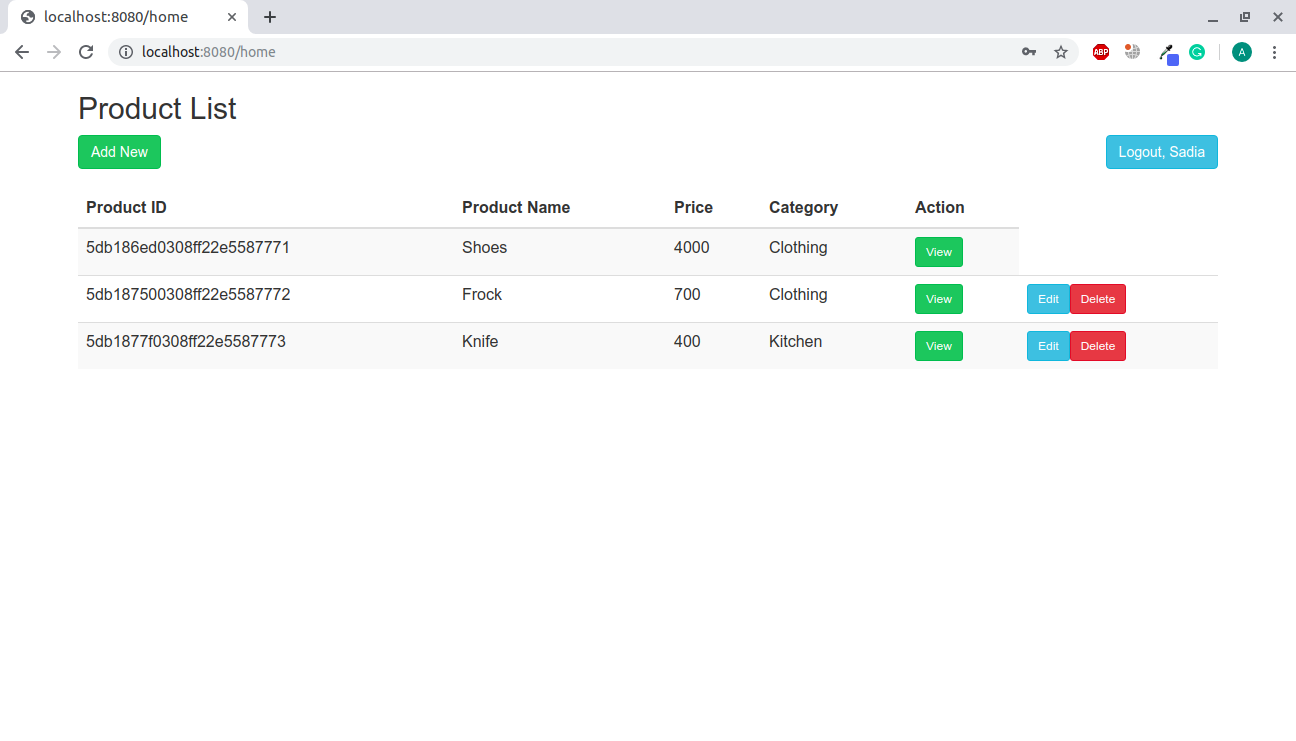 localhost:8080/home
localhost:8080/home
ABP
A
Product List
Add New
Logout, Sadia
Product ID Product Name Price Category Action
5db186ed0308ff22e5587771 Shoes 4000 Clothing View
5db187500308ff22e5587772 Frock 700 Clothing View Edit Delete
5db1877f0308ff22e5587773 Knife 400 Kitchen View Edit Delete